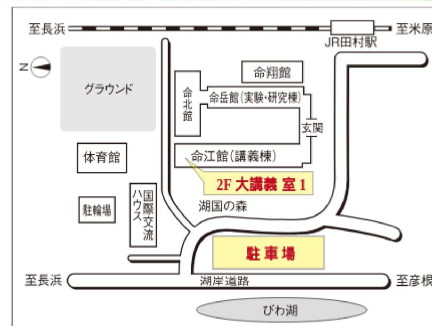 至長浜
至米原
JR田村駅
N
グラウンド
命北館
命翔館
命岳館(実験・研究棟)
玄関
体育館
命江館(講義棟)
2F 大講義 室 1
駐輪場
国際交流
ハウス
湖国の森
駐 車 場
至長浜
湖岸道路
至彦根
びわ湖